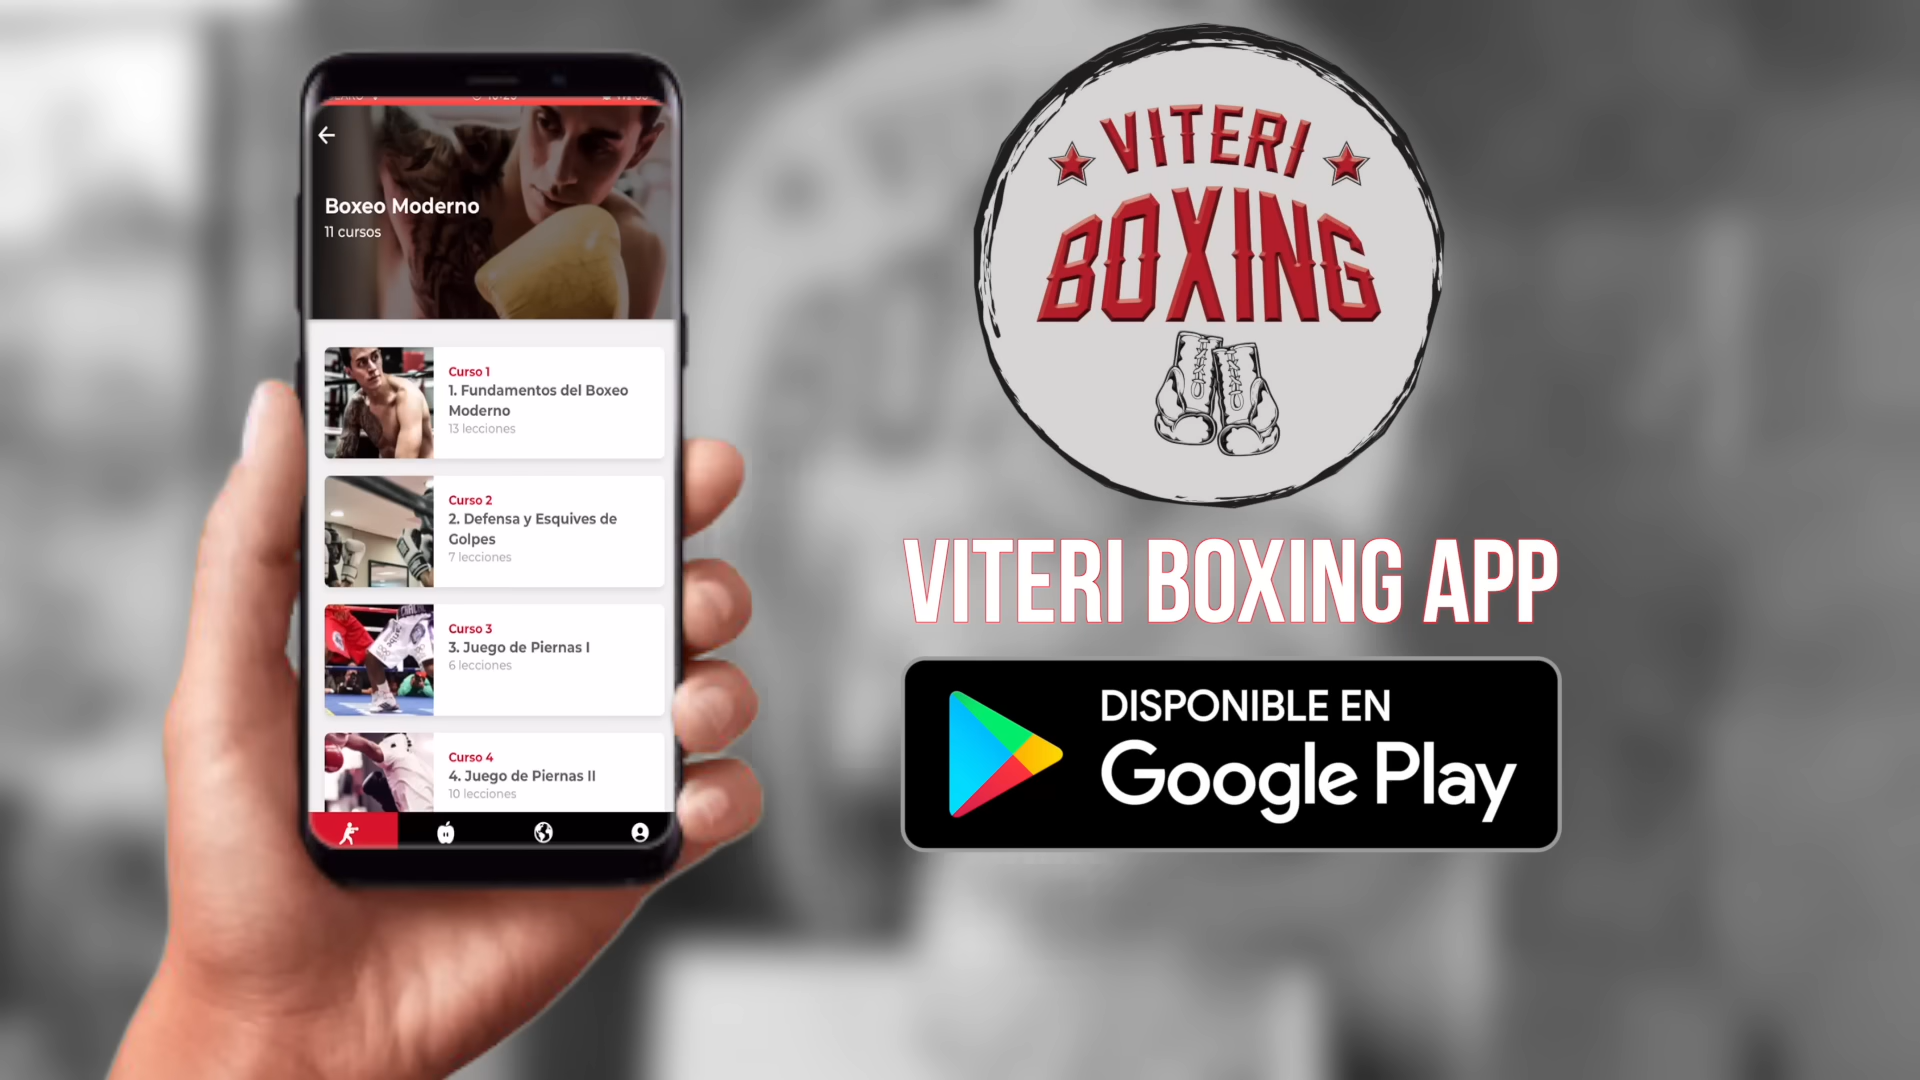 Boxeo Moderno
11 cursos
Curso 1
1. Fundamentos del Boxeo
Moderno
13 lecciones
Curso 2
2. Defensa y Esquives de
Golpes
7 lecciones
Curso 3
3. Juego de Piernas I
6 lecciones
Curso 4
4. Juego de Piernas II
10 lecciones
VITERI
BOXING
VITERI BOXING APP
DISPONIBLE EN
Google Play